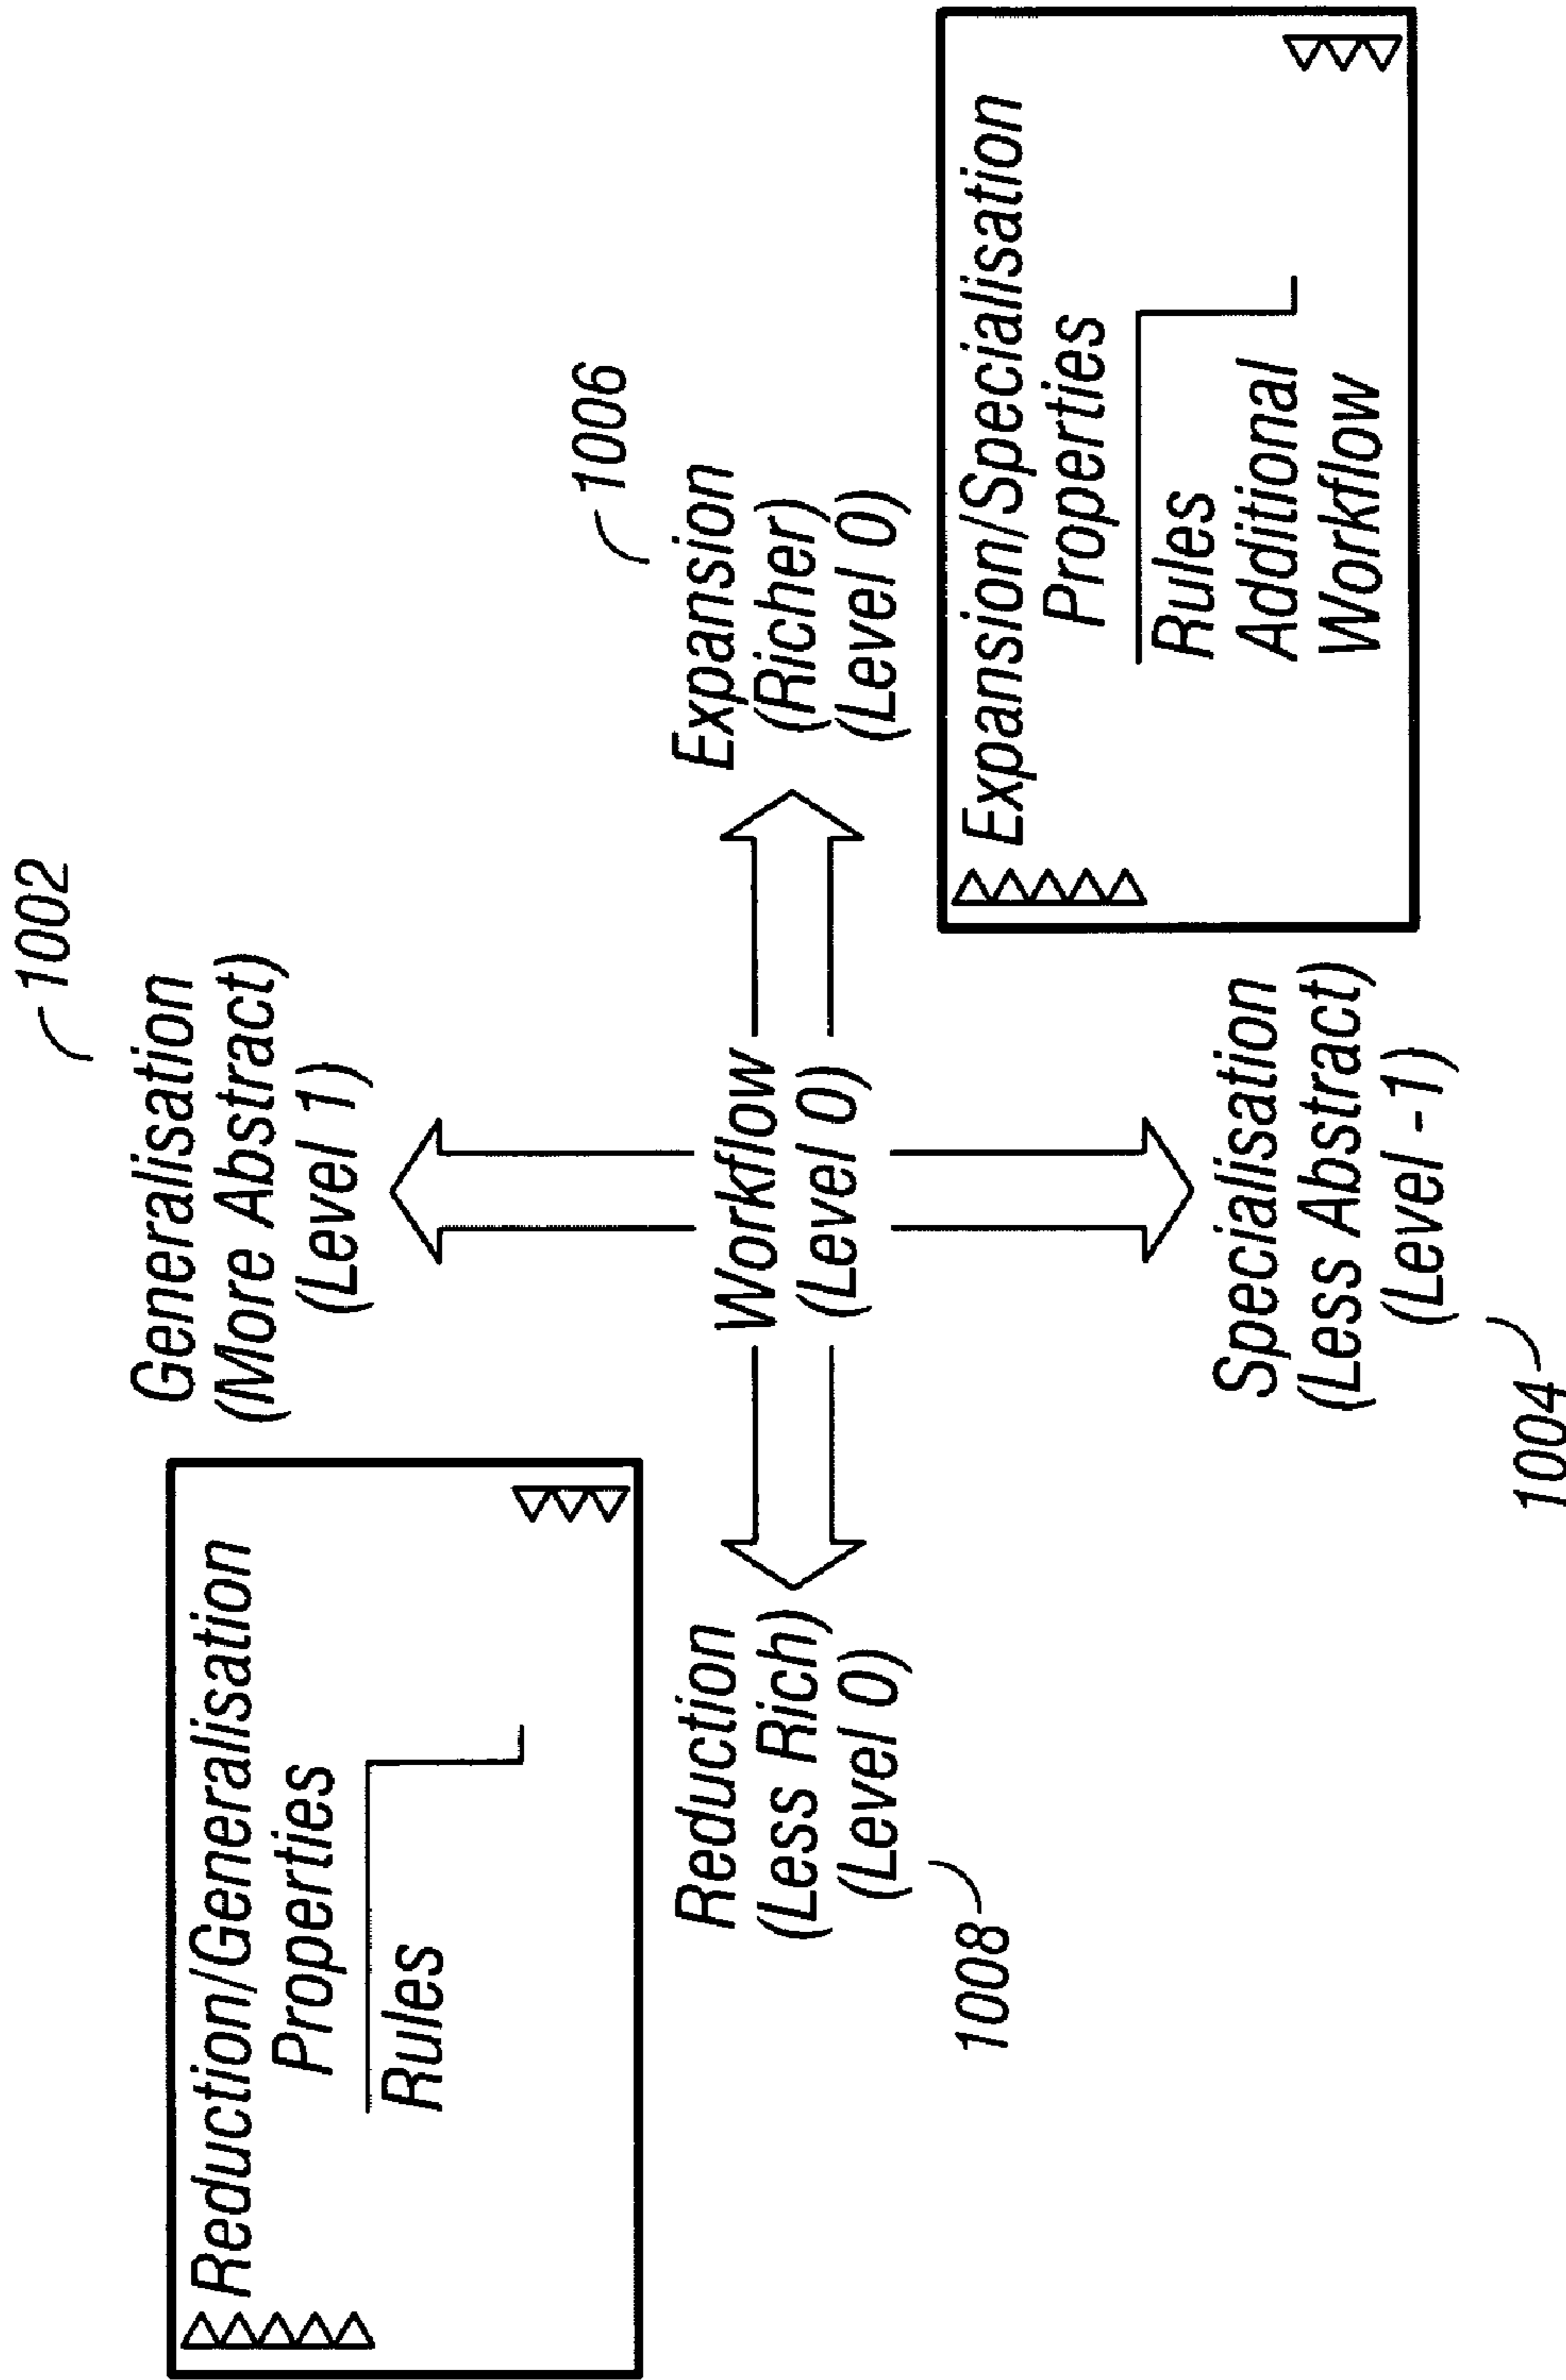 1002
Generalisation
(More Abstract)
(Level 1)
Reduction/Generalisation
Properties
Rules
1006
Reduction
(Less Rich)
(Level 0)
1008
Workflow
(Level 0)
Expansion
(Richer)
(Level 0)
Specialisation
(Less Abstract)
(Level -1)
1004
Expansion/Specialisation
Properties
Rules
Additional
Workflow